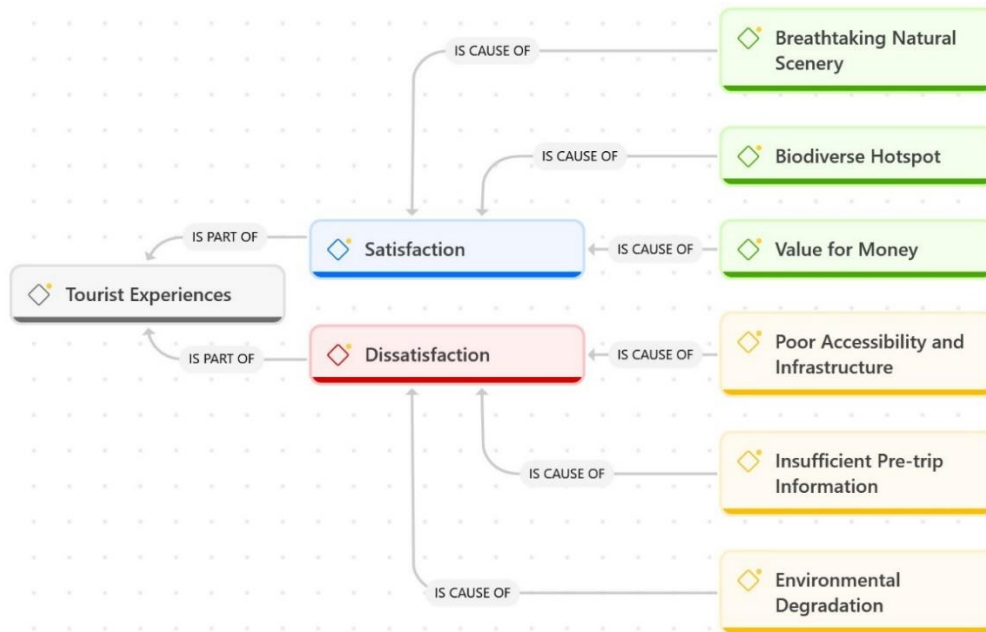 IS CAUSE OF
Breathtaking Natural
Scenery
IS CAUSE OF
Biodiverse Hotspot
IS PART OF
Satisfaction
IS CAUSE OF
Value for Money
Tourist Experiences
IS PART OF
Dissatisfaction
IS CAUSE OF
Poor Accessibility and
Infrastructure
IS CAUSE OF
Insufficient Pre-trip
Information
IS CAUSE OF
Environmental
Degradation